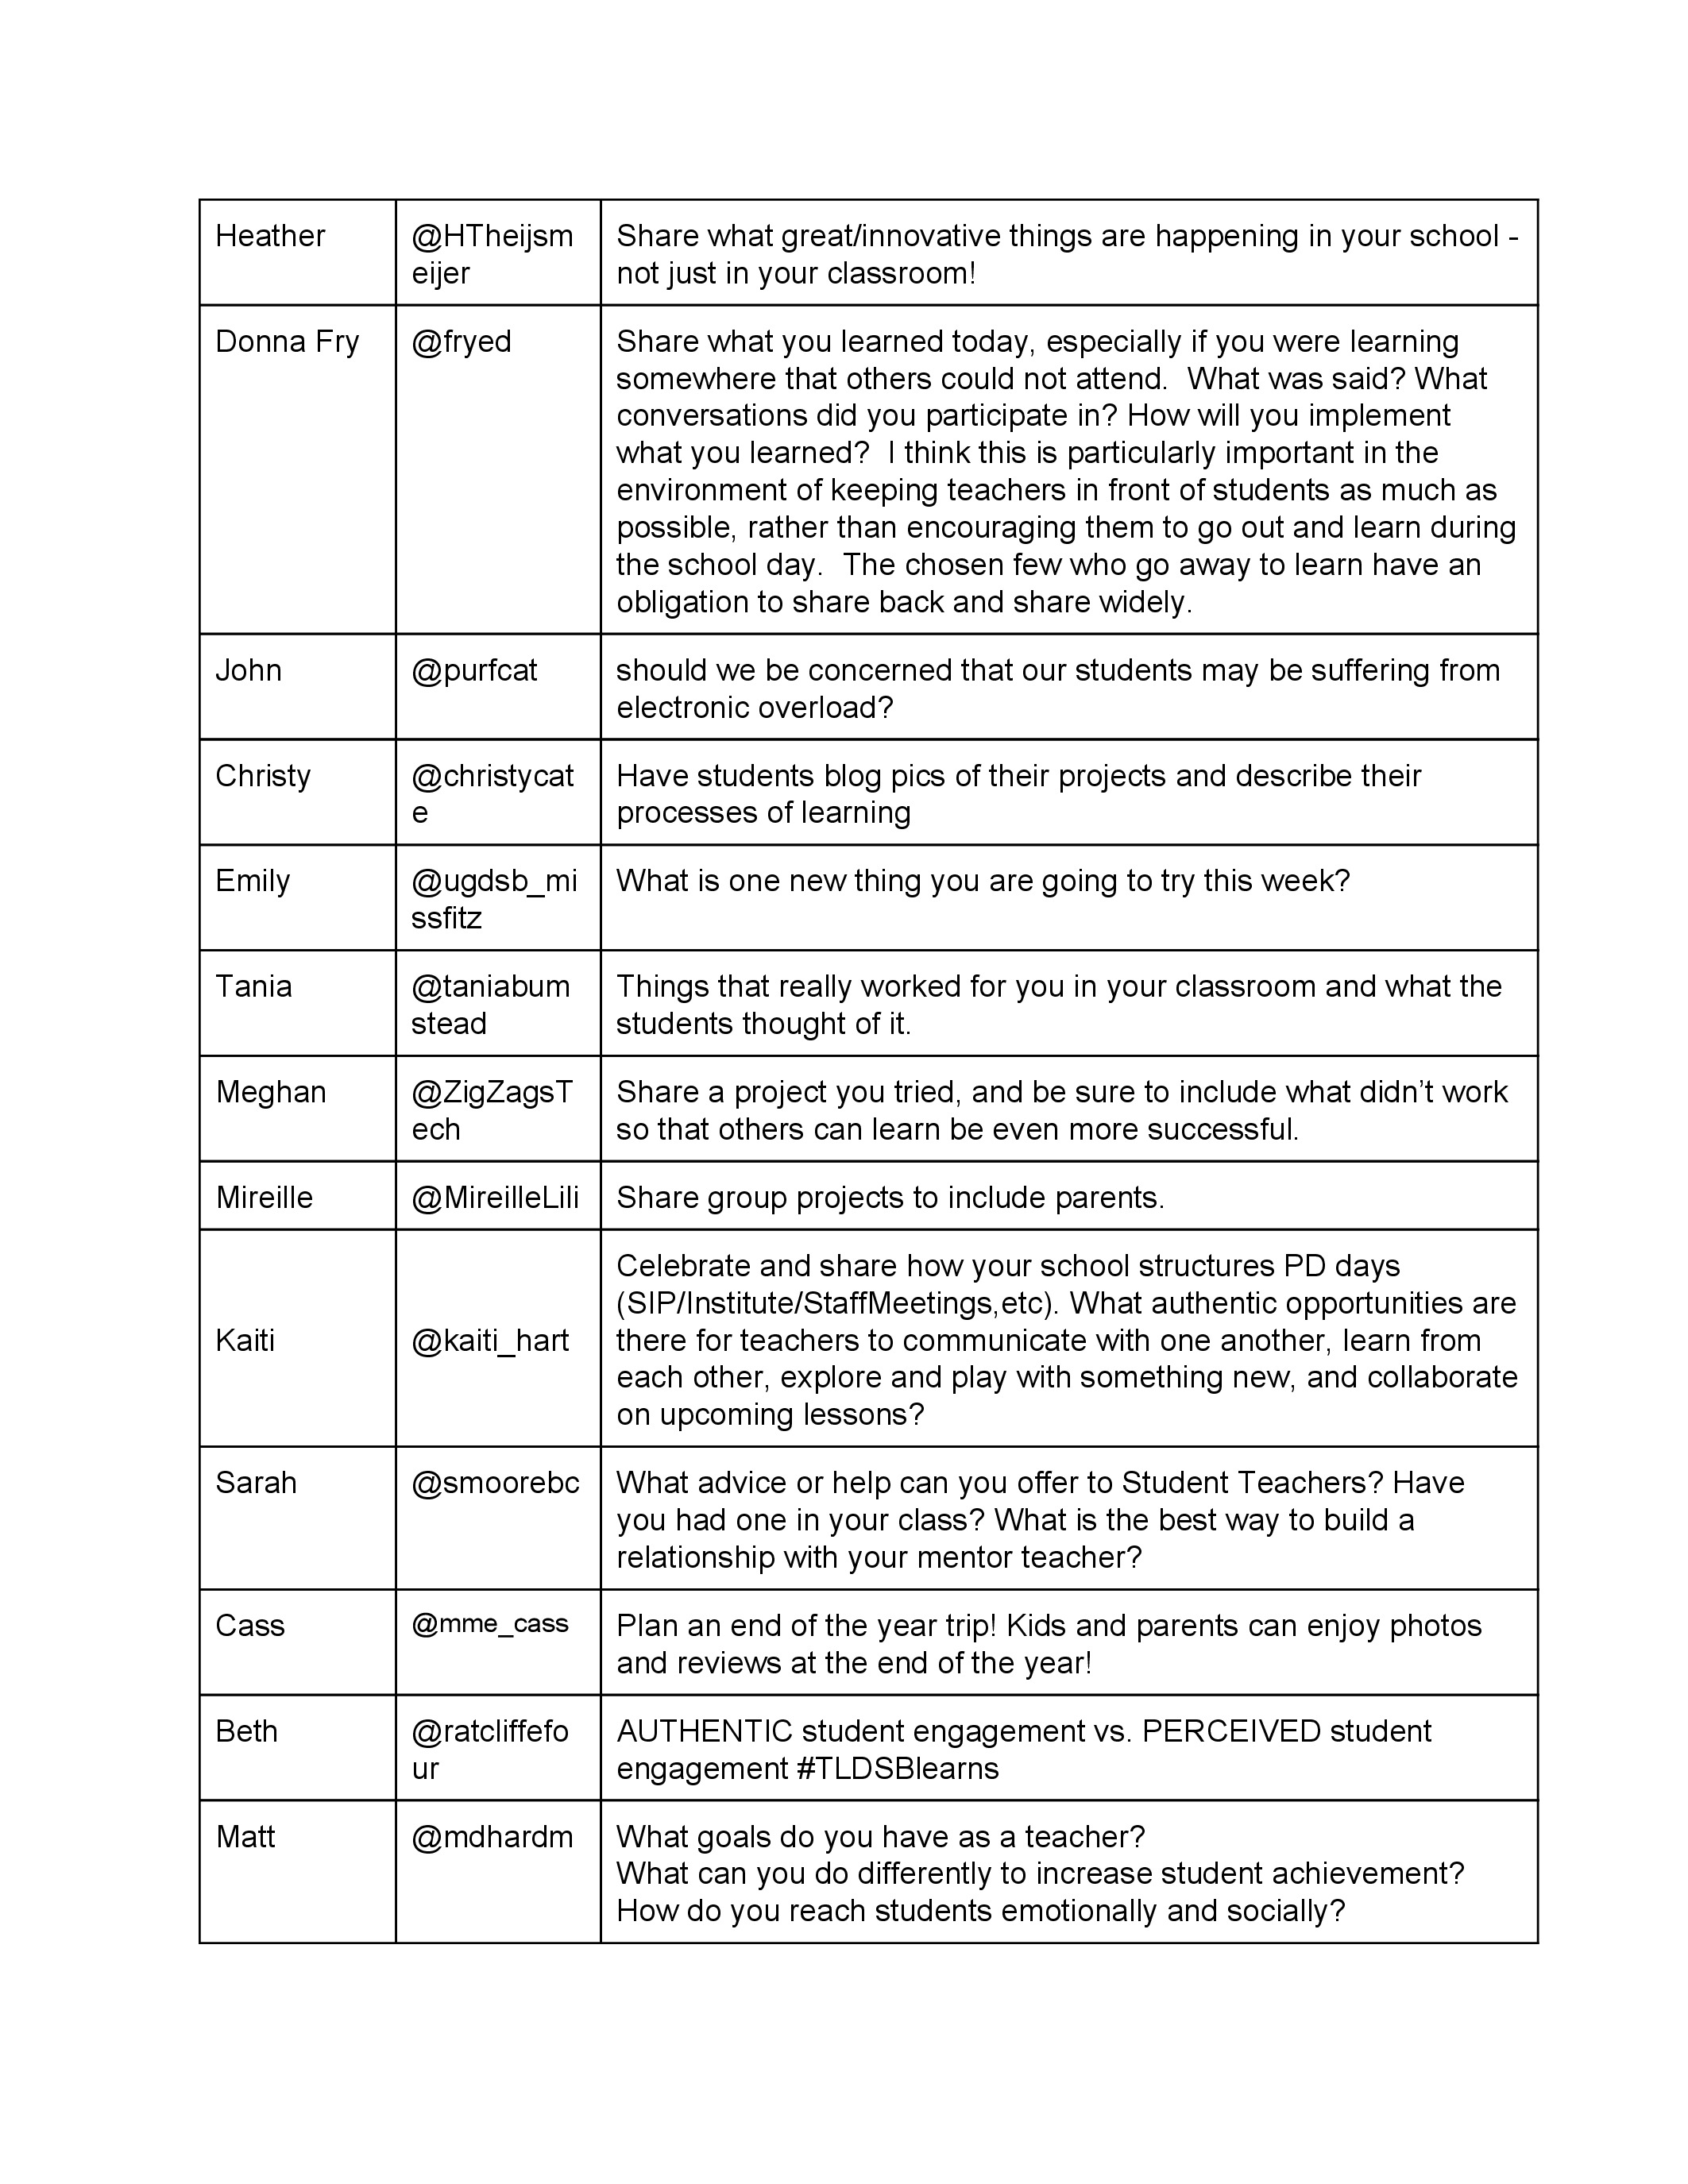 Heather @HTheijsm Share what great/innovative things are happening in your school -
eijer not just in your classroom!
Donna Fry @fryed Share what you learned today, especially if you were learning
somewhere that others could not attend.  What was said? What
conversations did you participate in? How will you implement
what you learned?  I think this is particularly important in the
environment of keeping teachers in front of students as much as
possible, rather than encouraging them to go out and learn during
the school day.  The chosen few who go away to learn have an
obligation to share back and share widely.
John @purfcat should we be concerned that our students may be suffering from
electronic overload?
Christy @christycat Have students blog pics of their projects and describe their
e processes of learning
Emily @ugdsb_mi What is one new thing you are going to try this week?
ssfitz
Tania @taniabum Things that really worked for you in your classroom and what the
stead students thought of it.
Meghan @ZigZagsT Share a project you tried, and be sure to include what didn’t work
ech so that others can learn be even more successful.
Mireille @MireilleLili Share group projects to include parents.
Celebrate and share how your school structures PD days
(SIP/Institute/StaffMeetings,etc). What authentic opportunities are
Kaiti @kaiti_hart there for teachers to communicate with one another, learn from
each other, explore and play with something new, and collaborate
on upcoming lessons?
Sarah @smoorebc What advice or help can you offer to Student Teachers? Have
you had one in your class? What is the best way to build a
relationship with your mentor teacher?
Cass @mme_cass Plan an end of the year trip! Kids and parents can enjoy photos
and reviews at the end of the year!
Beth @ratcliffefo AUTHENTIC student engagement vs. PERCEIVED student
ur engagement #TLDSBlearns
Matt @mdhardm What goals do you have as a teacher?
What can you do differently to increase student achievement?
How do you reach students emotionally and socially?